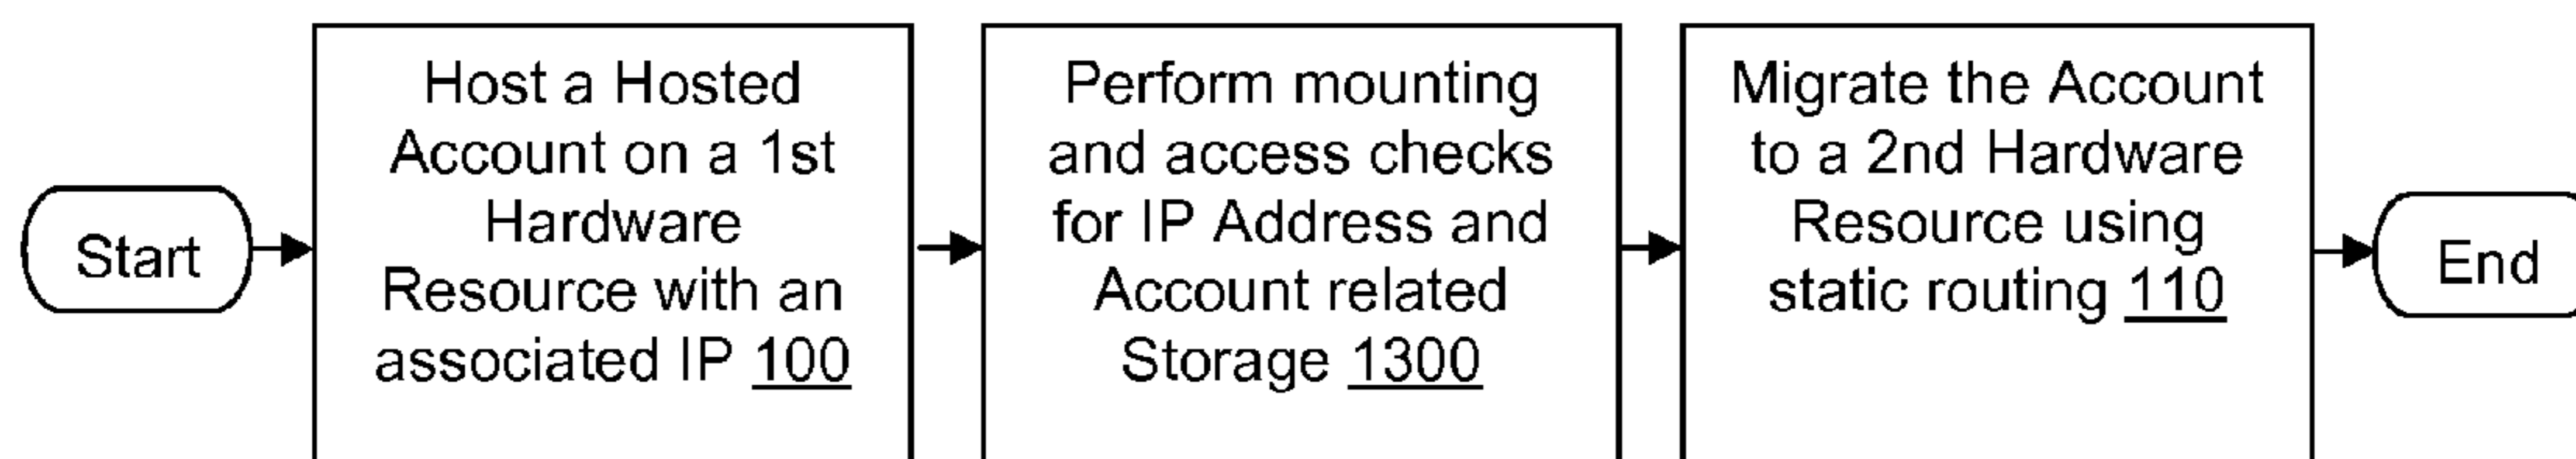 Start
Host a Hosted
Account on a 1st
Hardware
Resource with an
associated IP 100
Perform mounting
and access checks
for IP Address and
Account related
Storage 1300
Migrate the Account
to a 2nd Hardware
Resource using
static routing 110
End